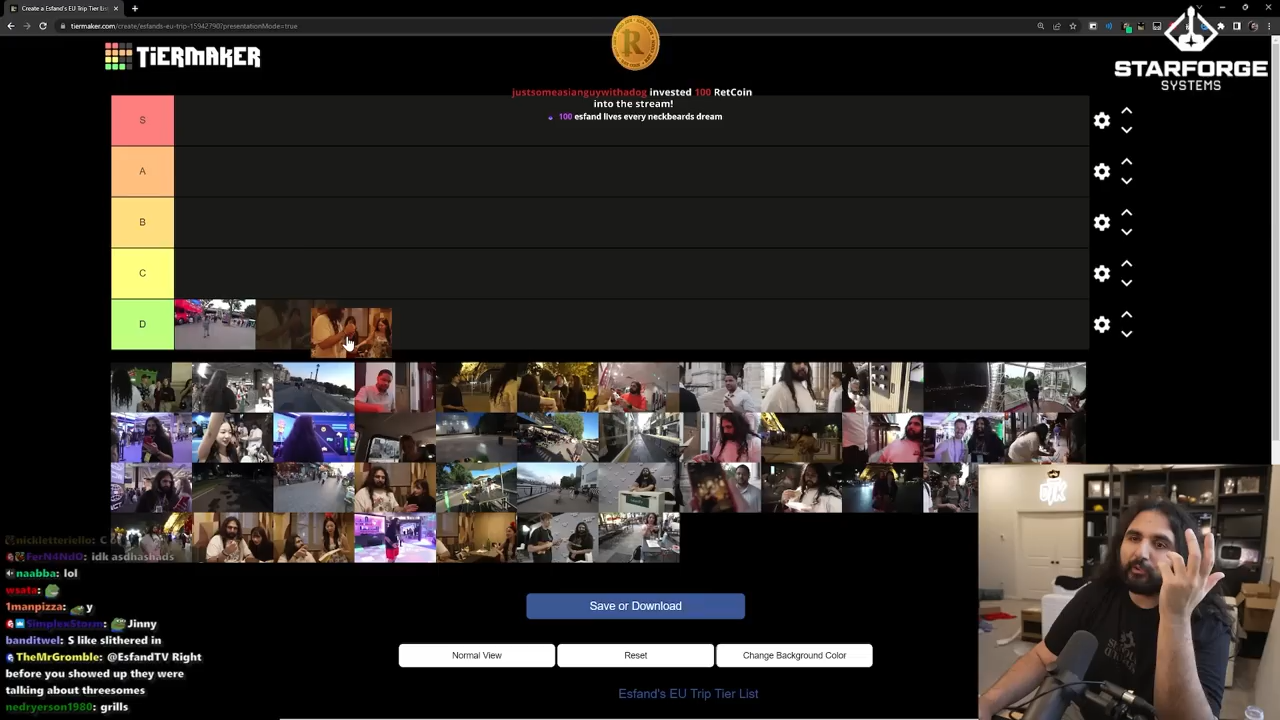 Create a Esfand's EU Trip Tier List
tiermaker.com/create/esfands-eu-trip-15942790?presentationMode=true
TIERMAKER
R
STARFORGE
SYSTEMS
justsomeasianguywithadog invested 100 RetCoin
into the stream!
100 esfand lives every neckbeards dream
S
A
B
C
D
Save or Download
Normal View
Reset
Change Background Color
Esfand's EU Trip Tier List
nickletteriello: C
FerN4NdO: idk asdhashads
naabba: lol
wsata:
1manpizza: y
SimplexStorm: Jinny
banditwel: S like slithered in
TheMrGromble: @EsfandTV Right
before you showed up they were
talking about threesomes
nedryerson1980: grills